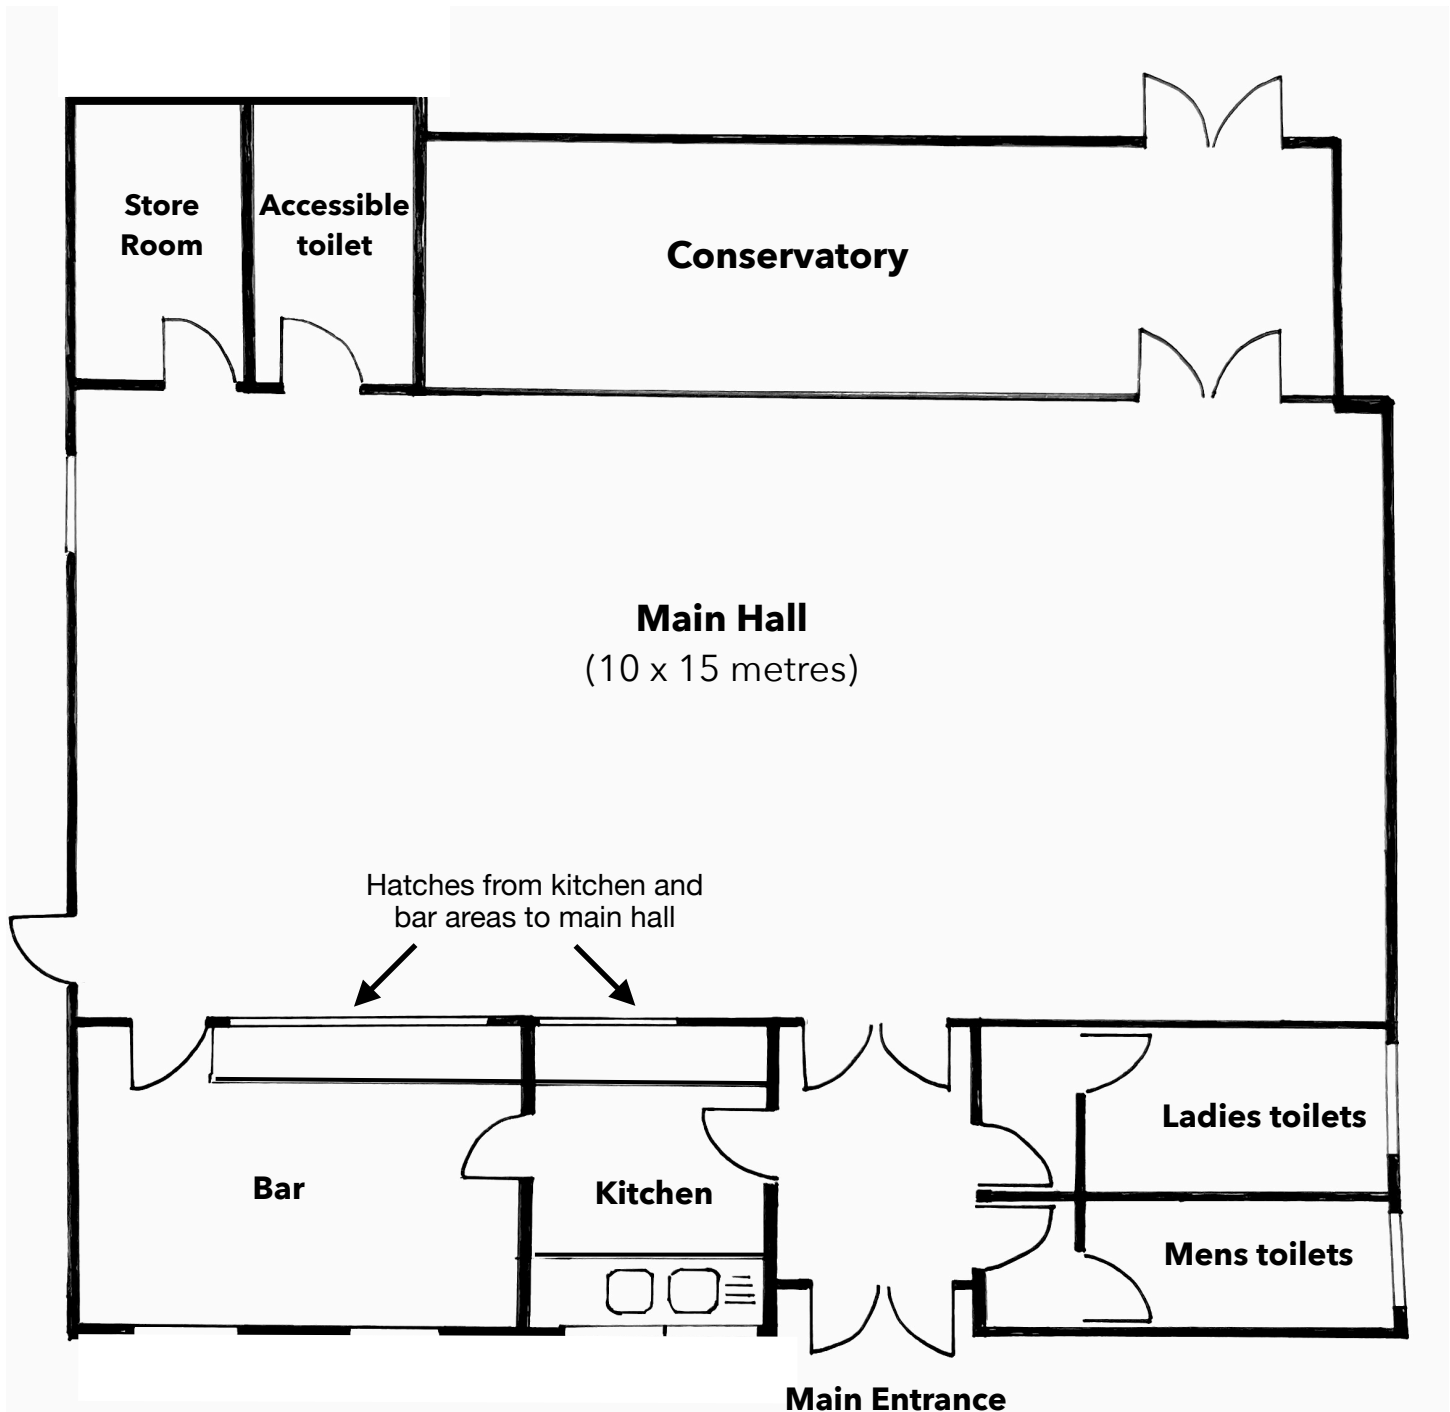 Store
Room
Accessible
toilet
Conservatory
Main Hall
(10 x 15 metres)
Hatches from kitchen and
bar areas to main hall
Bar
Kitchen
Ladies toilets
Mens toilets
Main Entrance